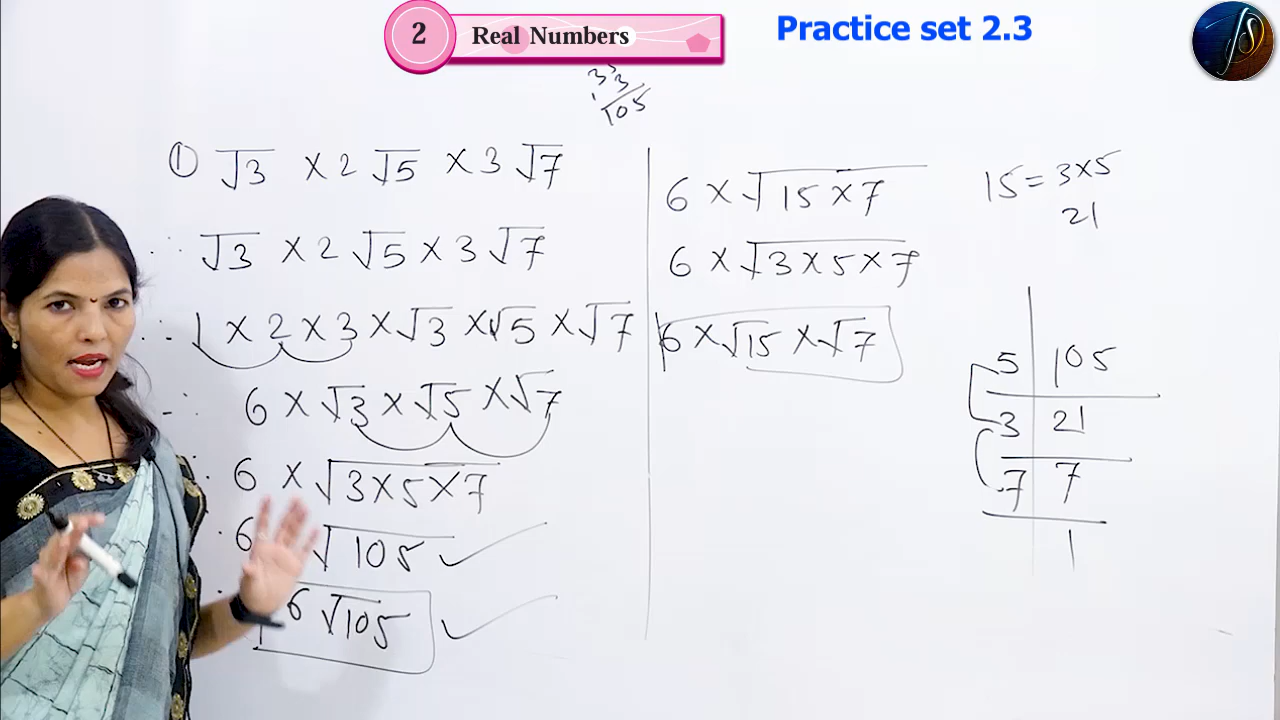 2 Real Numbers
Practice set 2.3
105
① √3 × 2 √5 × 3 √7
∴ √3 × 2 √5 × 3 √7
∴ 1 × 2 × 3 × √3 × √5 × √7
∴ 6 × √3 × √5 × √7
∴ 6 × √3×5×7
∴ 6 √105 ✓
∴ 6 √105 ✓
6 × √15×7
6 × √3×5×7
6 × √15 × √7
15 = 3×5
21
5 | 105
3 | 21
7 | 7
1